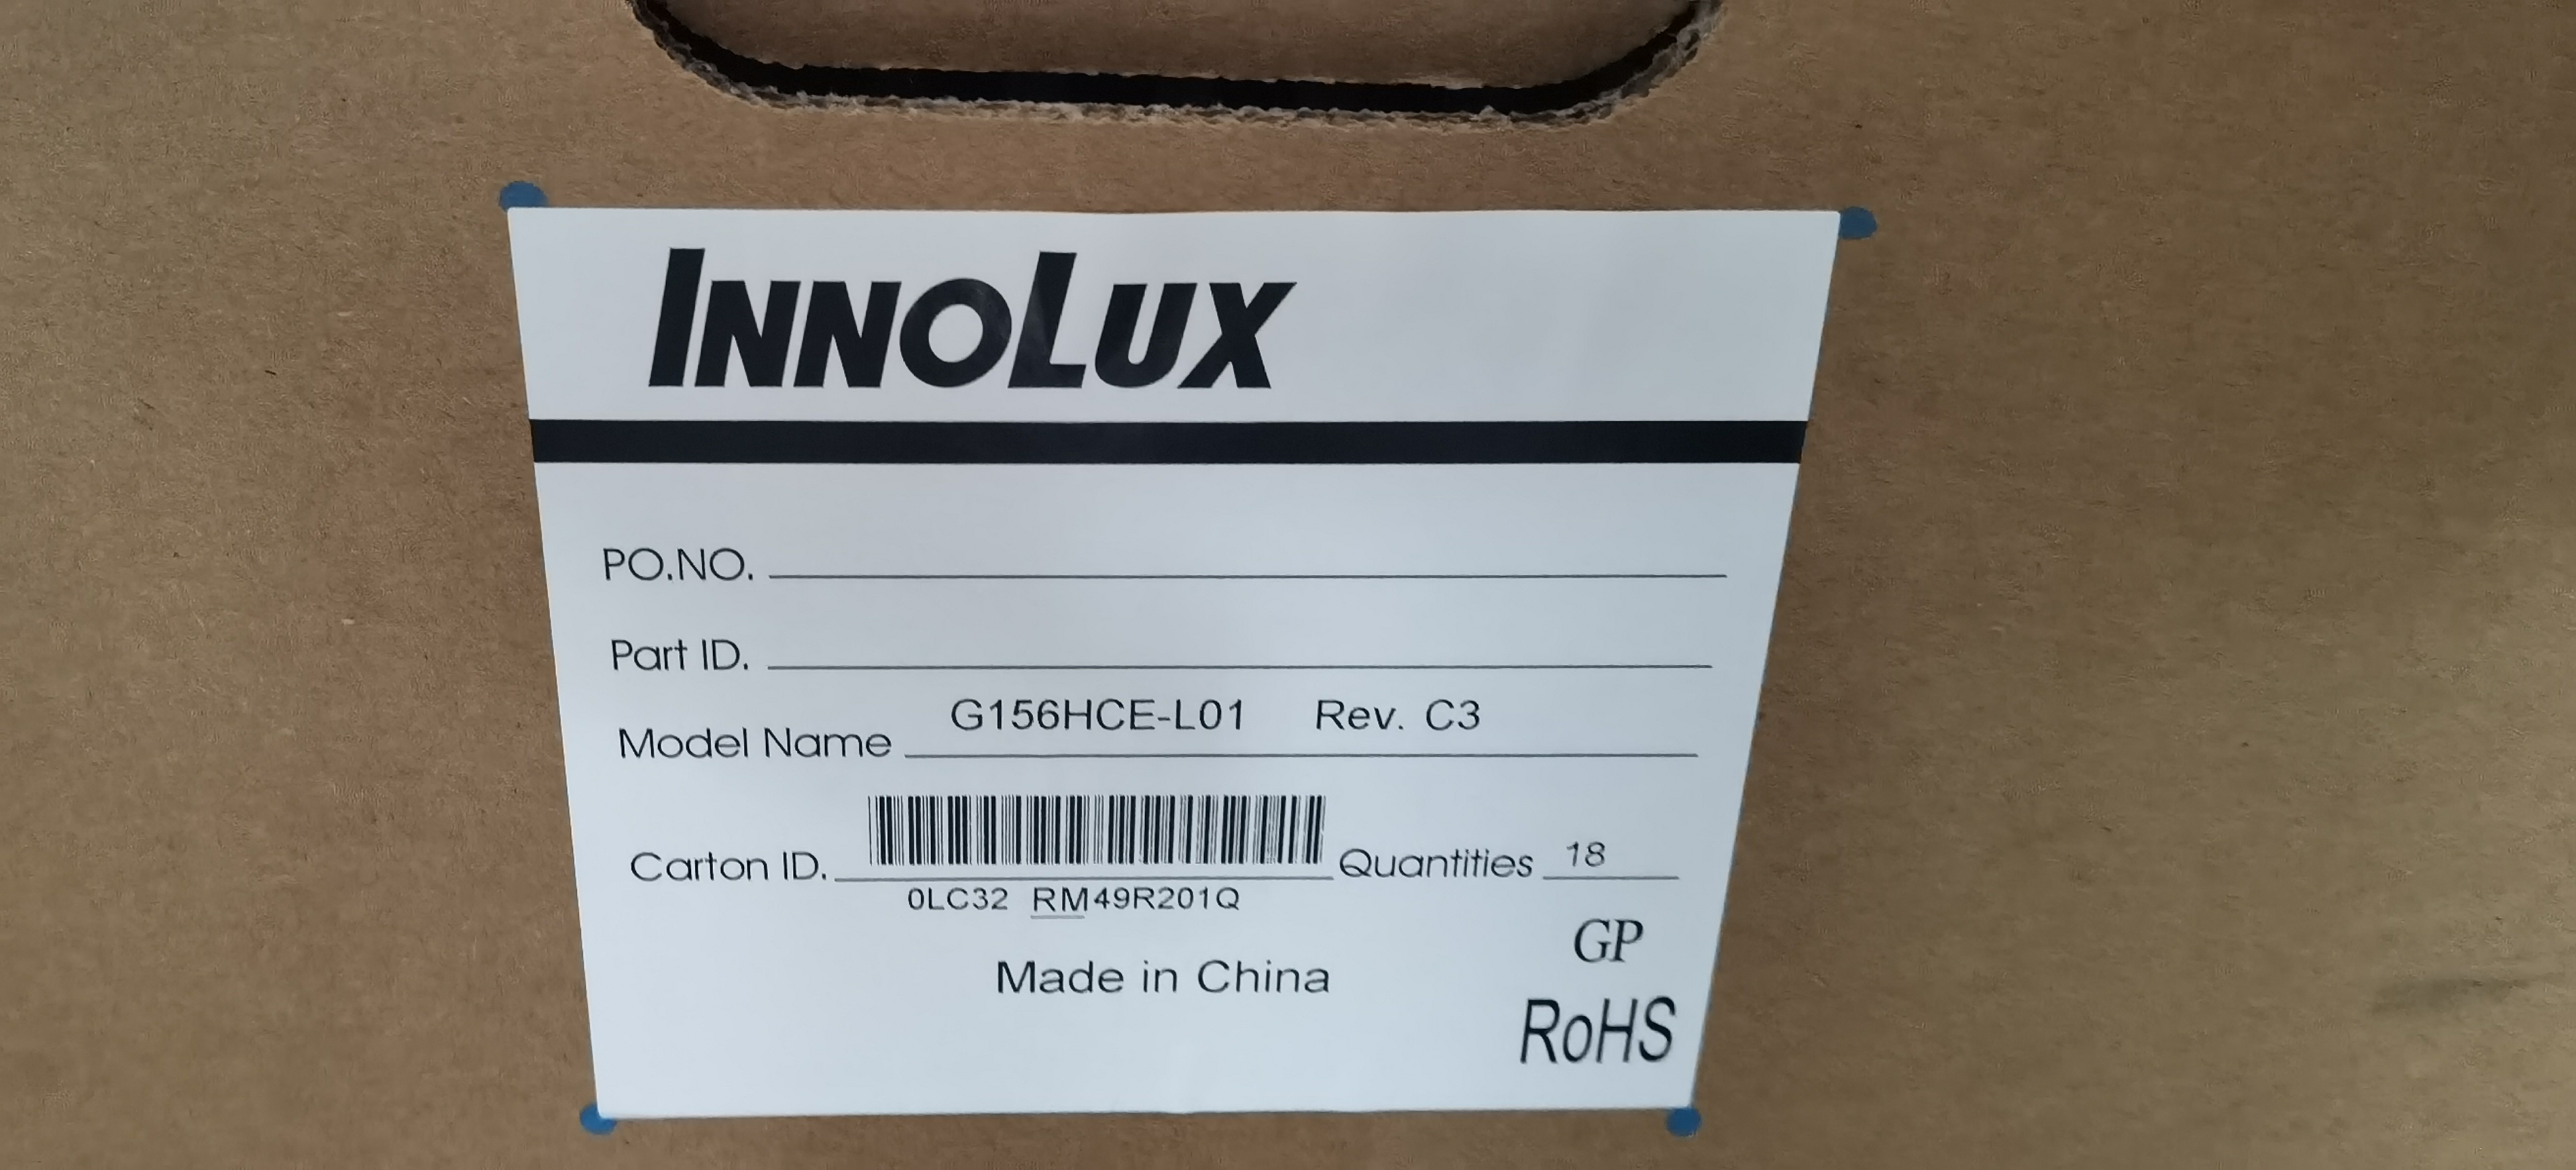 INNOLUX
PO.NO.
Part ID.
Model Name G156HCE-L01 Rev. C3
Carton ID. Quantities 18
0LC32 RM49R201Q
GP
Made in China
RoHS